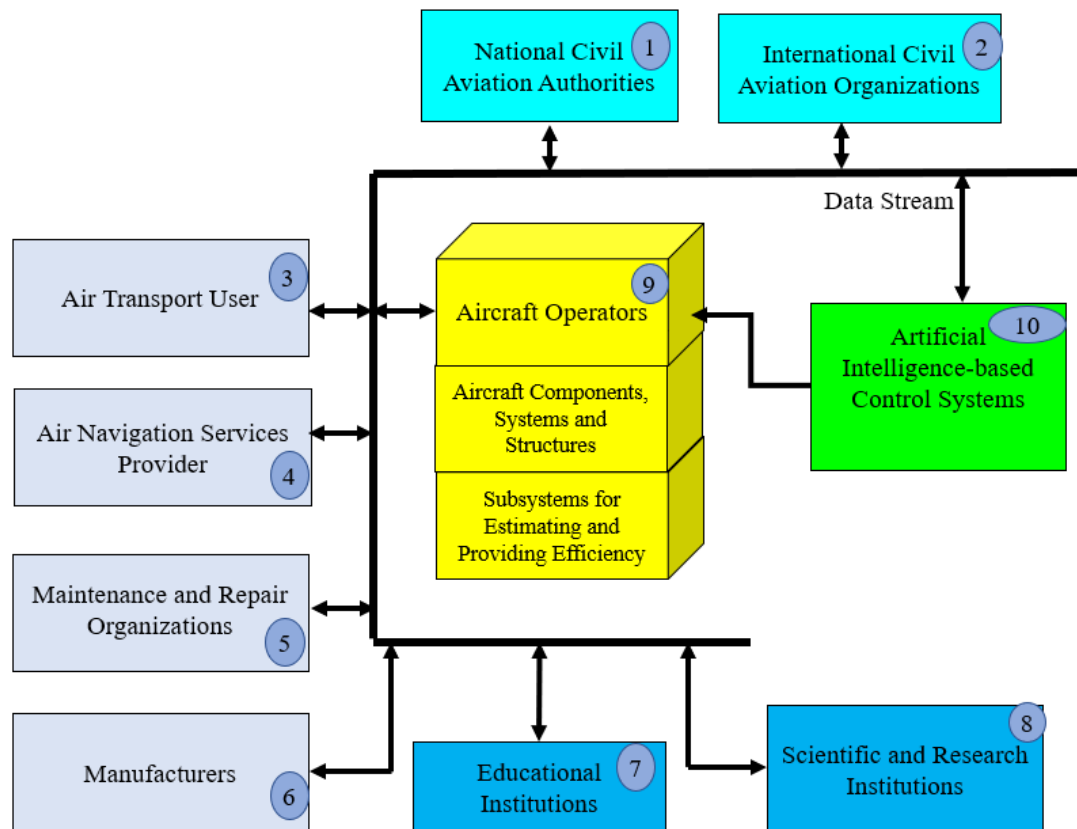 National Civil
Aviation Authorities
1
International Civil
Aviation Organizations
2
Data Stream
Air Transport User
3
Aircraft Operators
9
Artificial
Intelligence-based
Control Systems
10
Aircraft Components,
Systems and
Structures
Air Navigation Services
Provider
4
Subsystems for
Estimating and
Providing Efficiency
Maintenance and Repair
Organizations
5
Manufacturers
6
Educational
Institutions
7
Scientific and Research
Institutions
8